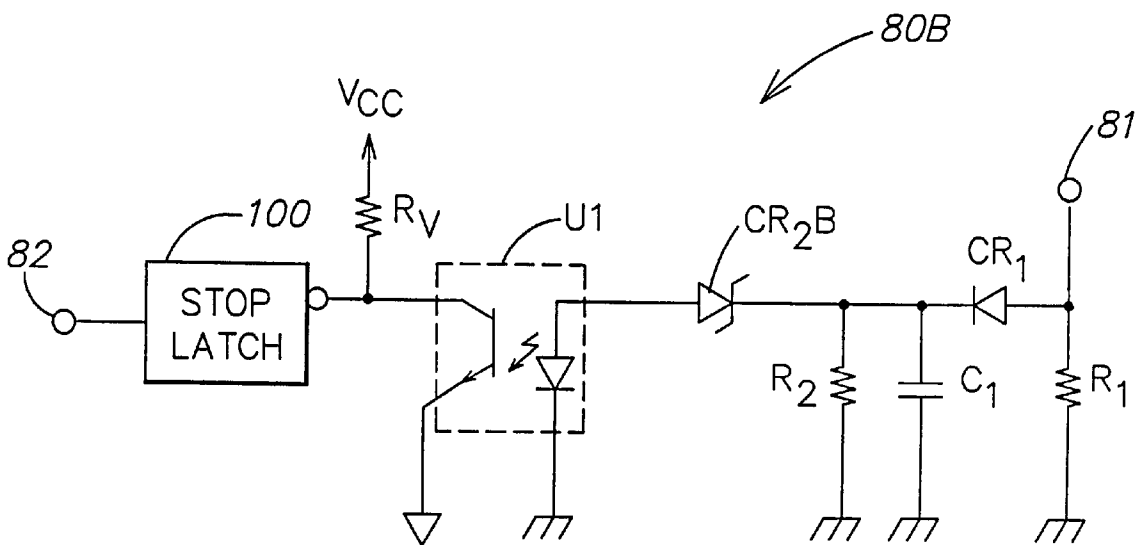 80B
81
VCC
100
RV
U1
CR2B
CR1
82
STOP
LATCH
R2
C1
R1